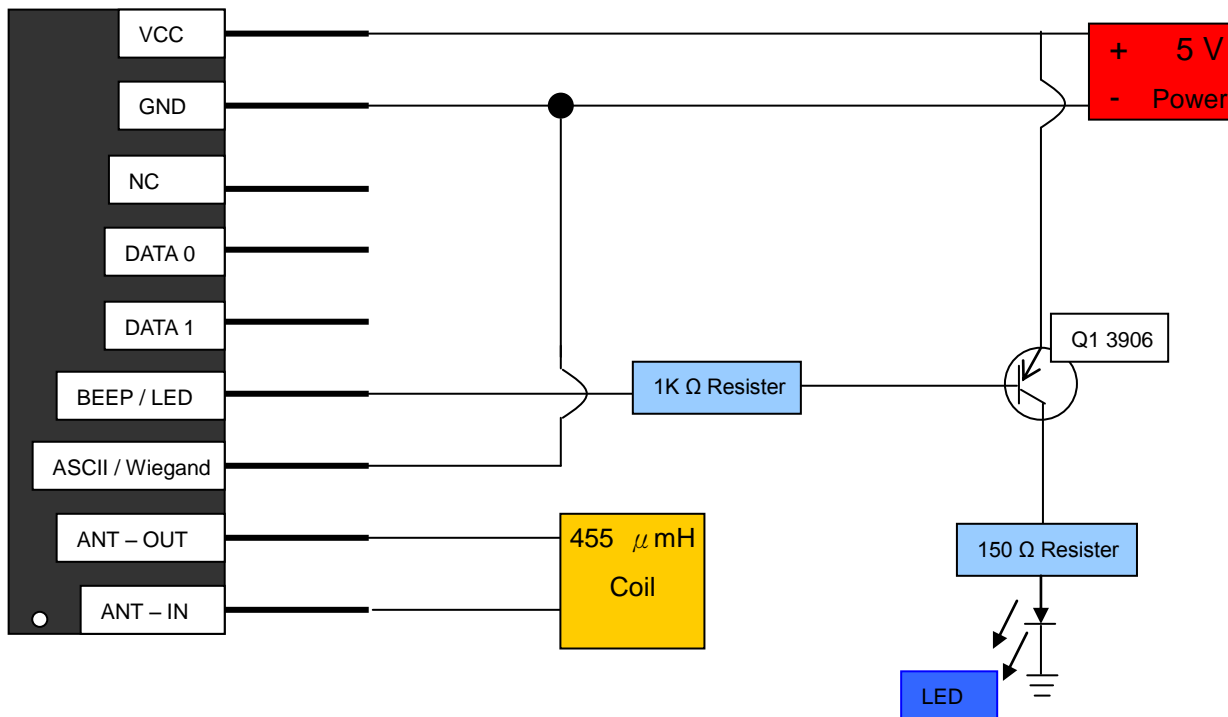 VCC
GND
NC
DATA 0
DATA 1
BEEP / LED
ASCII / Wiegand
ANT – OUT
ANT – IN
+ 5 V
- Power
Q1 3906
1K Ω Resister
455 μ mH
Coil
150 Ω Resister
LED